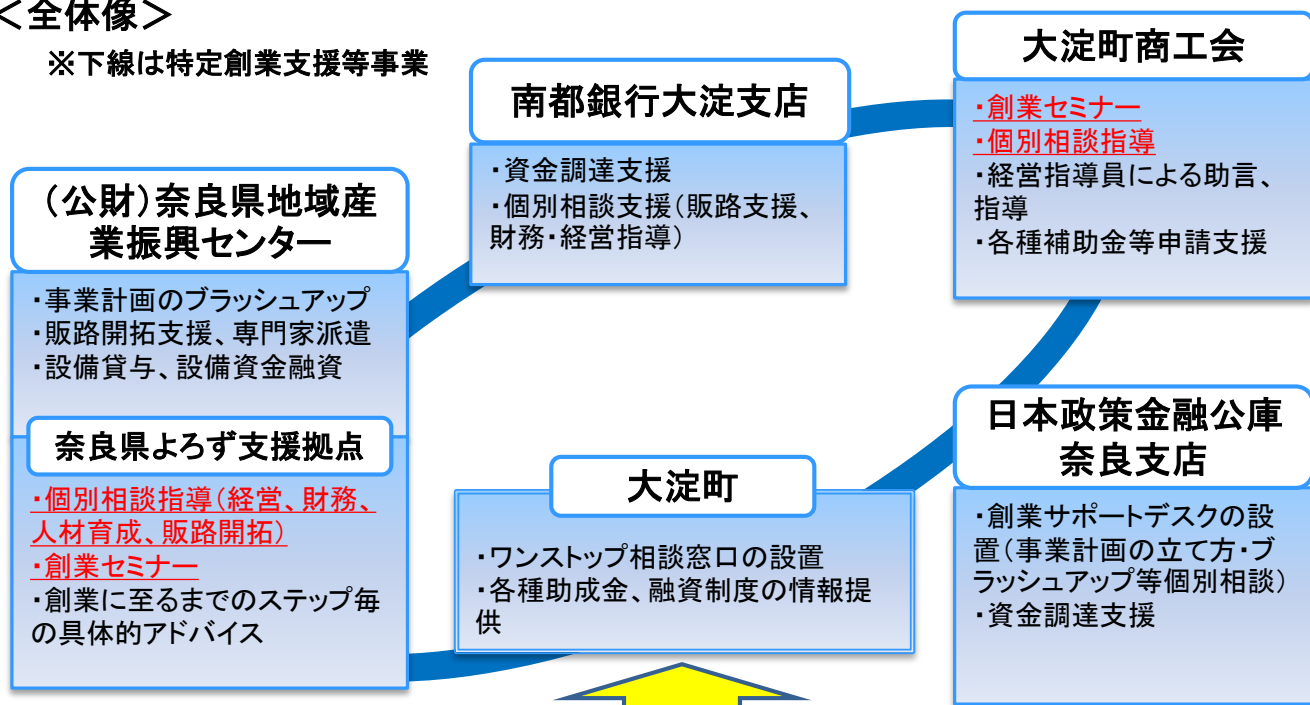 ＜全体像＞
※下線は特定創業支援等事業
（公財）奈良県地域産
業振興センター
・事業計画のブラッシュアップ
・販路開拓支援、専門家派遣
・設備貸与、設備資金融資
奈良県よろず支援拠点
・個別相談指導（経営、財務、
人材育成、販路開拓）
・創業セミナー
・創業に至るまでのステップ毎
の具体的アドバイス
南都銀行大淀支店
・資金調達支援
・個別相談支援（販路支援、
財務・経営指導）
大淀町商工会
・創業セミナー
・個別相談指導
・経営指導員による助言、
指導
・各種補助金等申請支援
大淀町
・ワンストップ相談窓口の設置
・各種助成金、融資制度の情報提
供
日本政策金融公庫
奈良支店
・創業サポートデスクの設
置（事業計画の立て方・ブ
ラッシュアップ等個別相談）
・資金調達支援